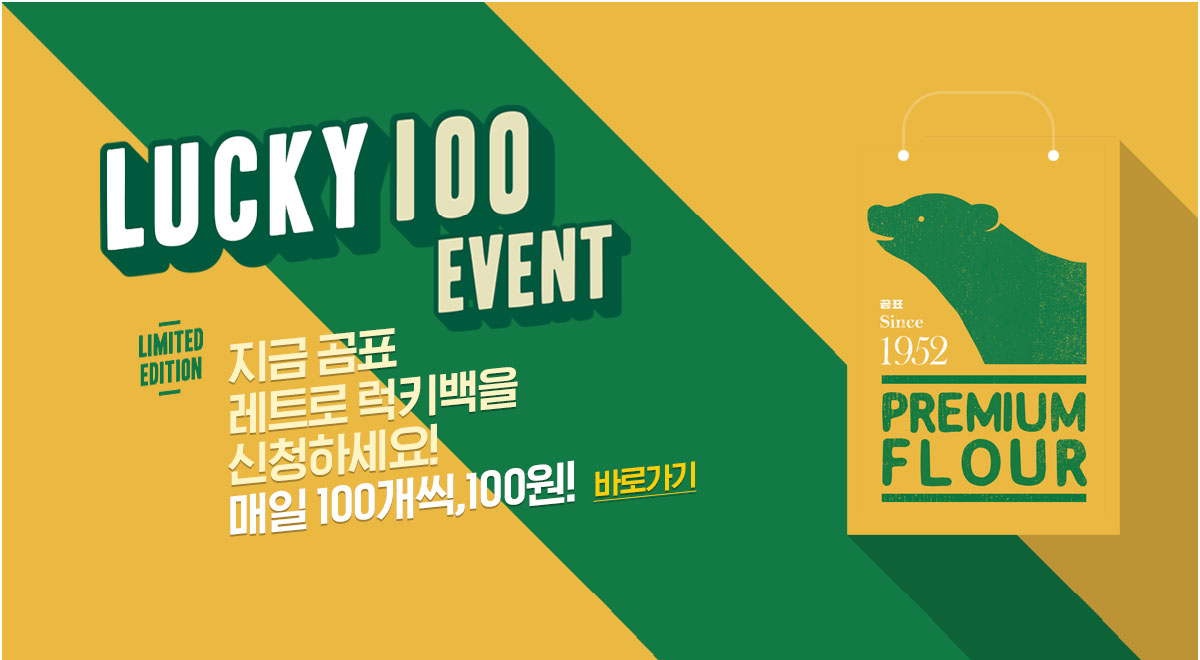 LUCKY 100
EVENT
LIMITED
EDITION
지금 곰표
레트로 럭키백을
신청하세요!
매일 100개씩,100원! 바로가기
곰표
Since
1952
PREMIUM
FLOUR